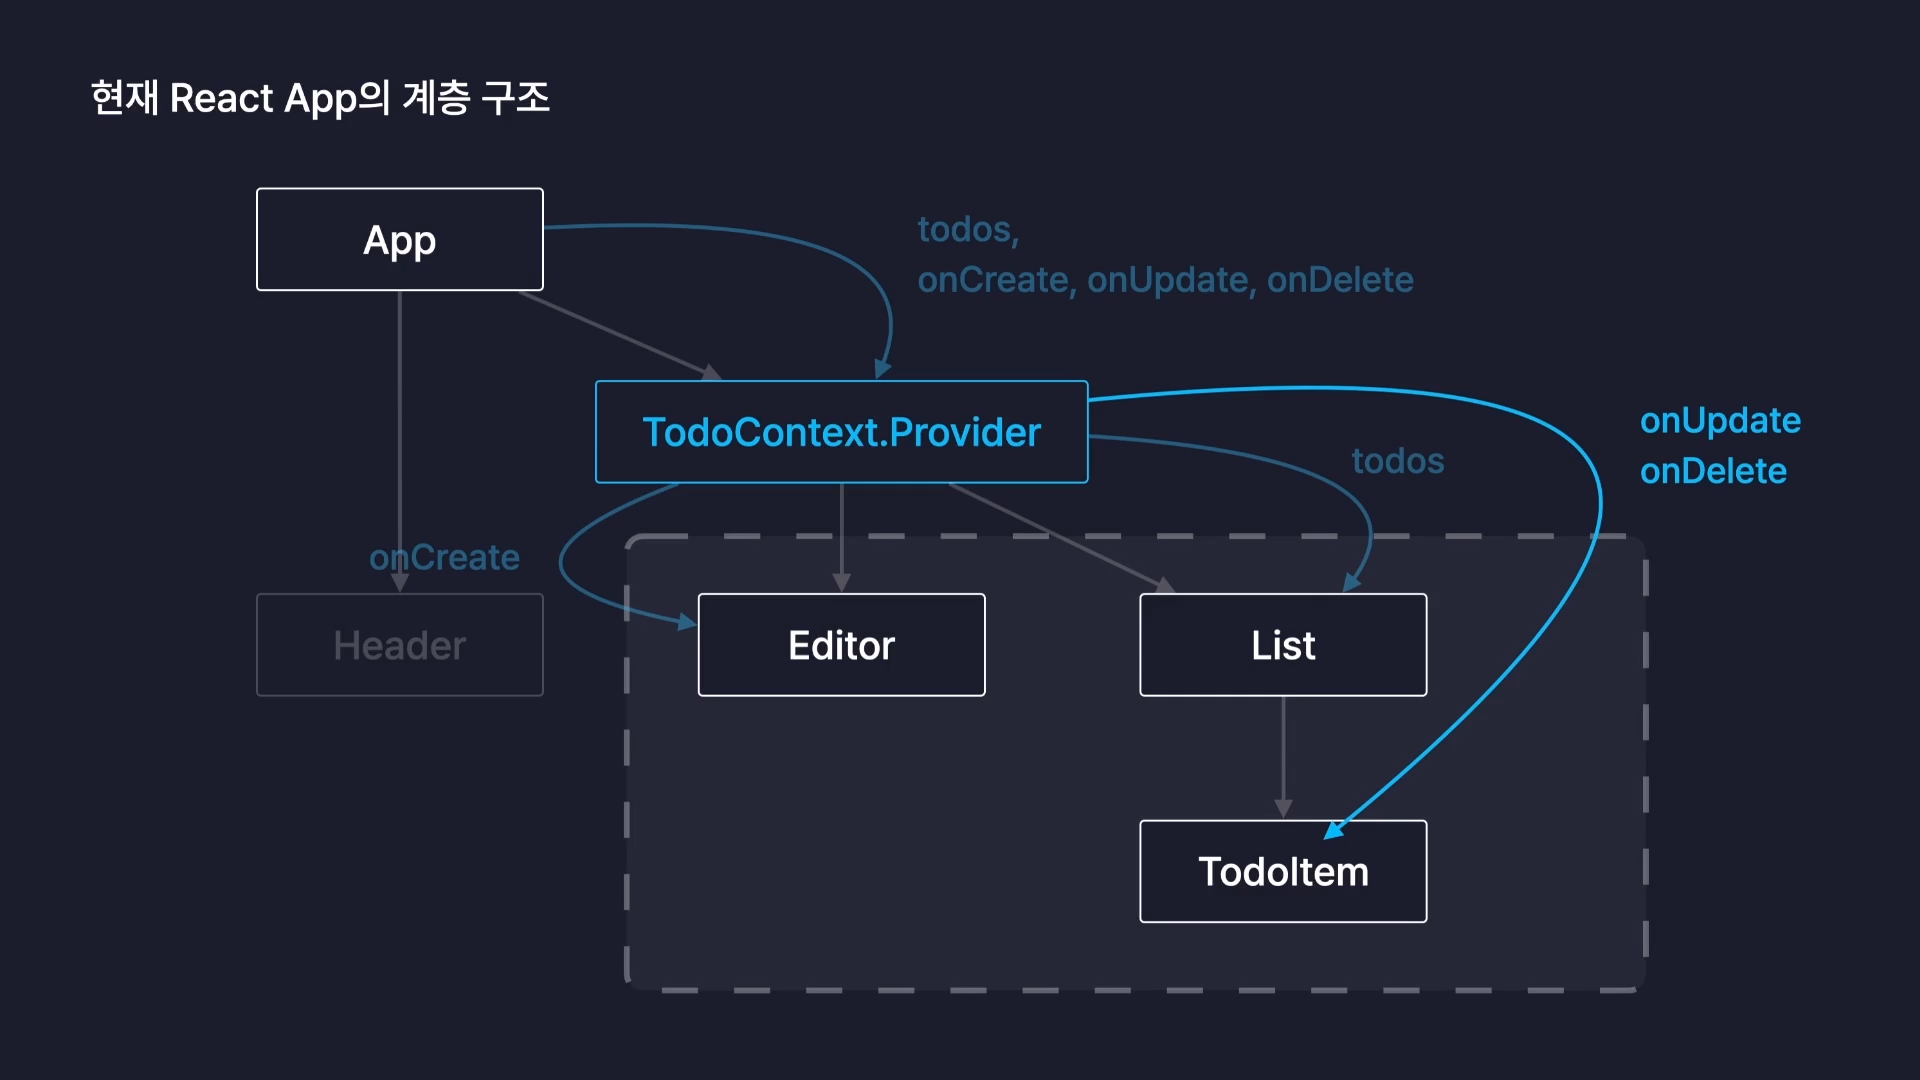 현재 React App의 계층 구조
App
todos,
onCreate, onUpdate, onDelete
TodoContext.Provider
onUpdate
onDelete
todos
onCreate
Header
Editor
List
TodoItem